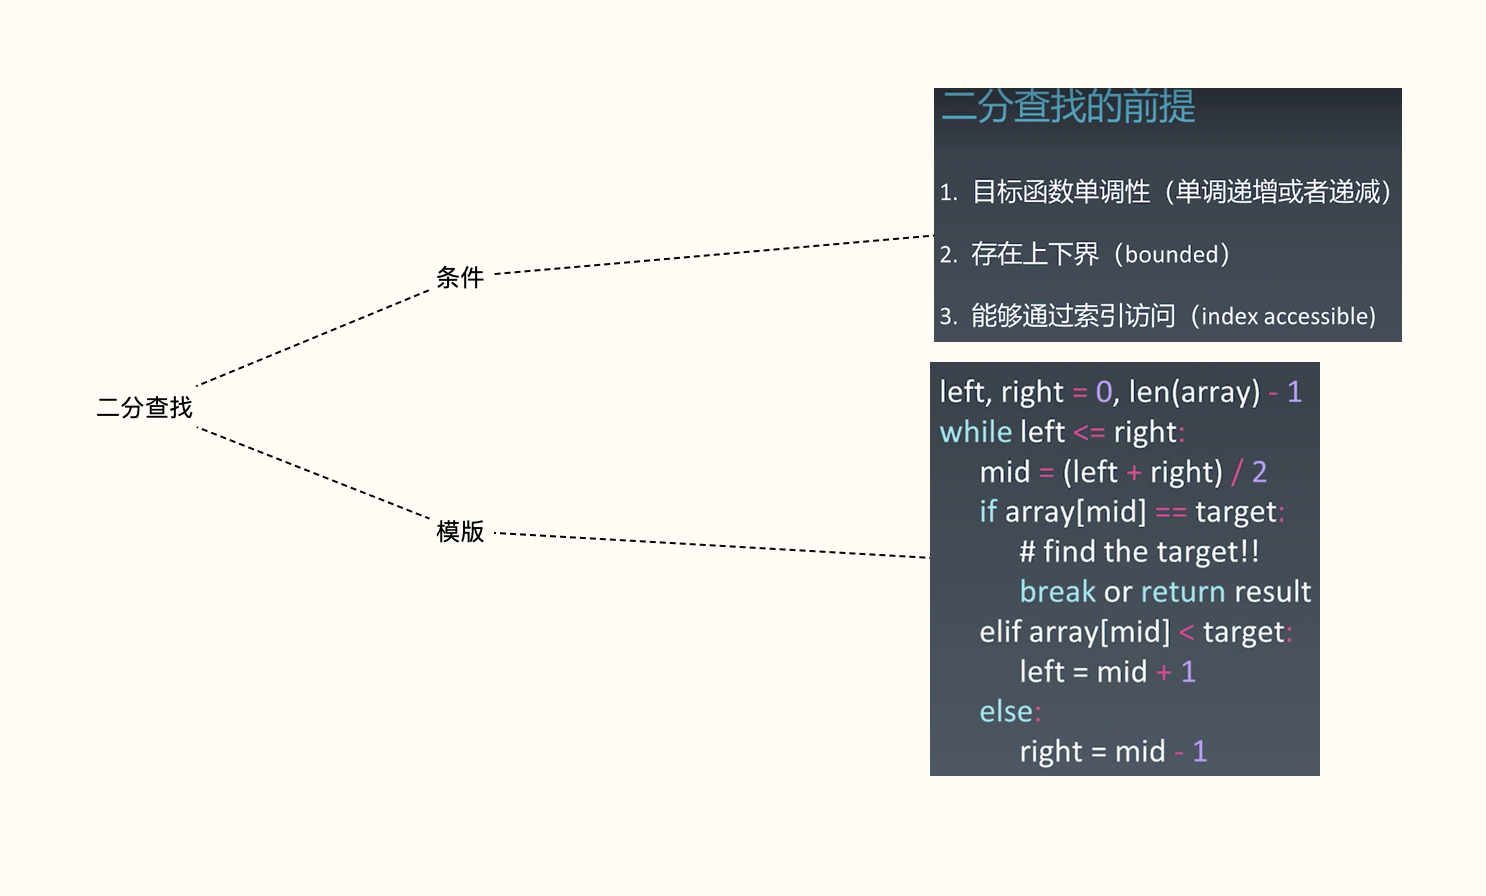 二分查找
条件
二分查找的前提
1. 目标函数单调性（单调递增或者递减）
2. 存在上下界（bounded）
3. 能够通过索引访问（index accessible)
模版
left, right = 0, len(array) - 1
while left <= right:
mid = (left + right) / 2
if array[mid] == target:
# find the target!!
break or return result
elif array[mid] < target:
left = mid + 1
else:
right = mid - 1